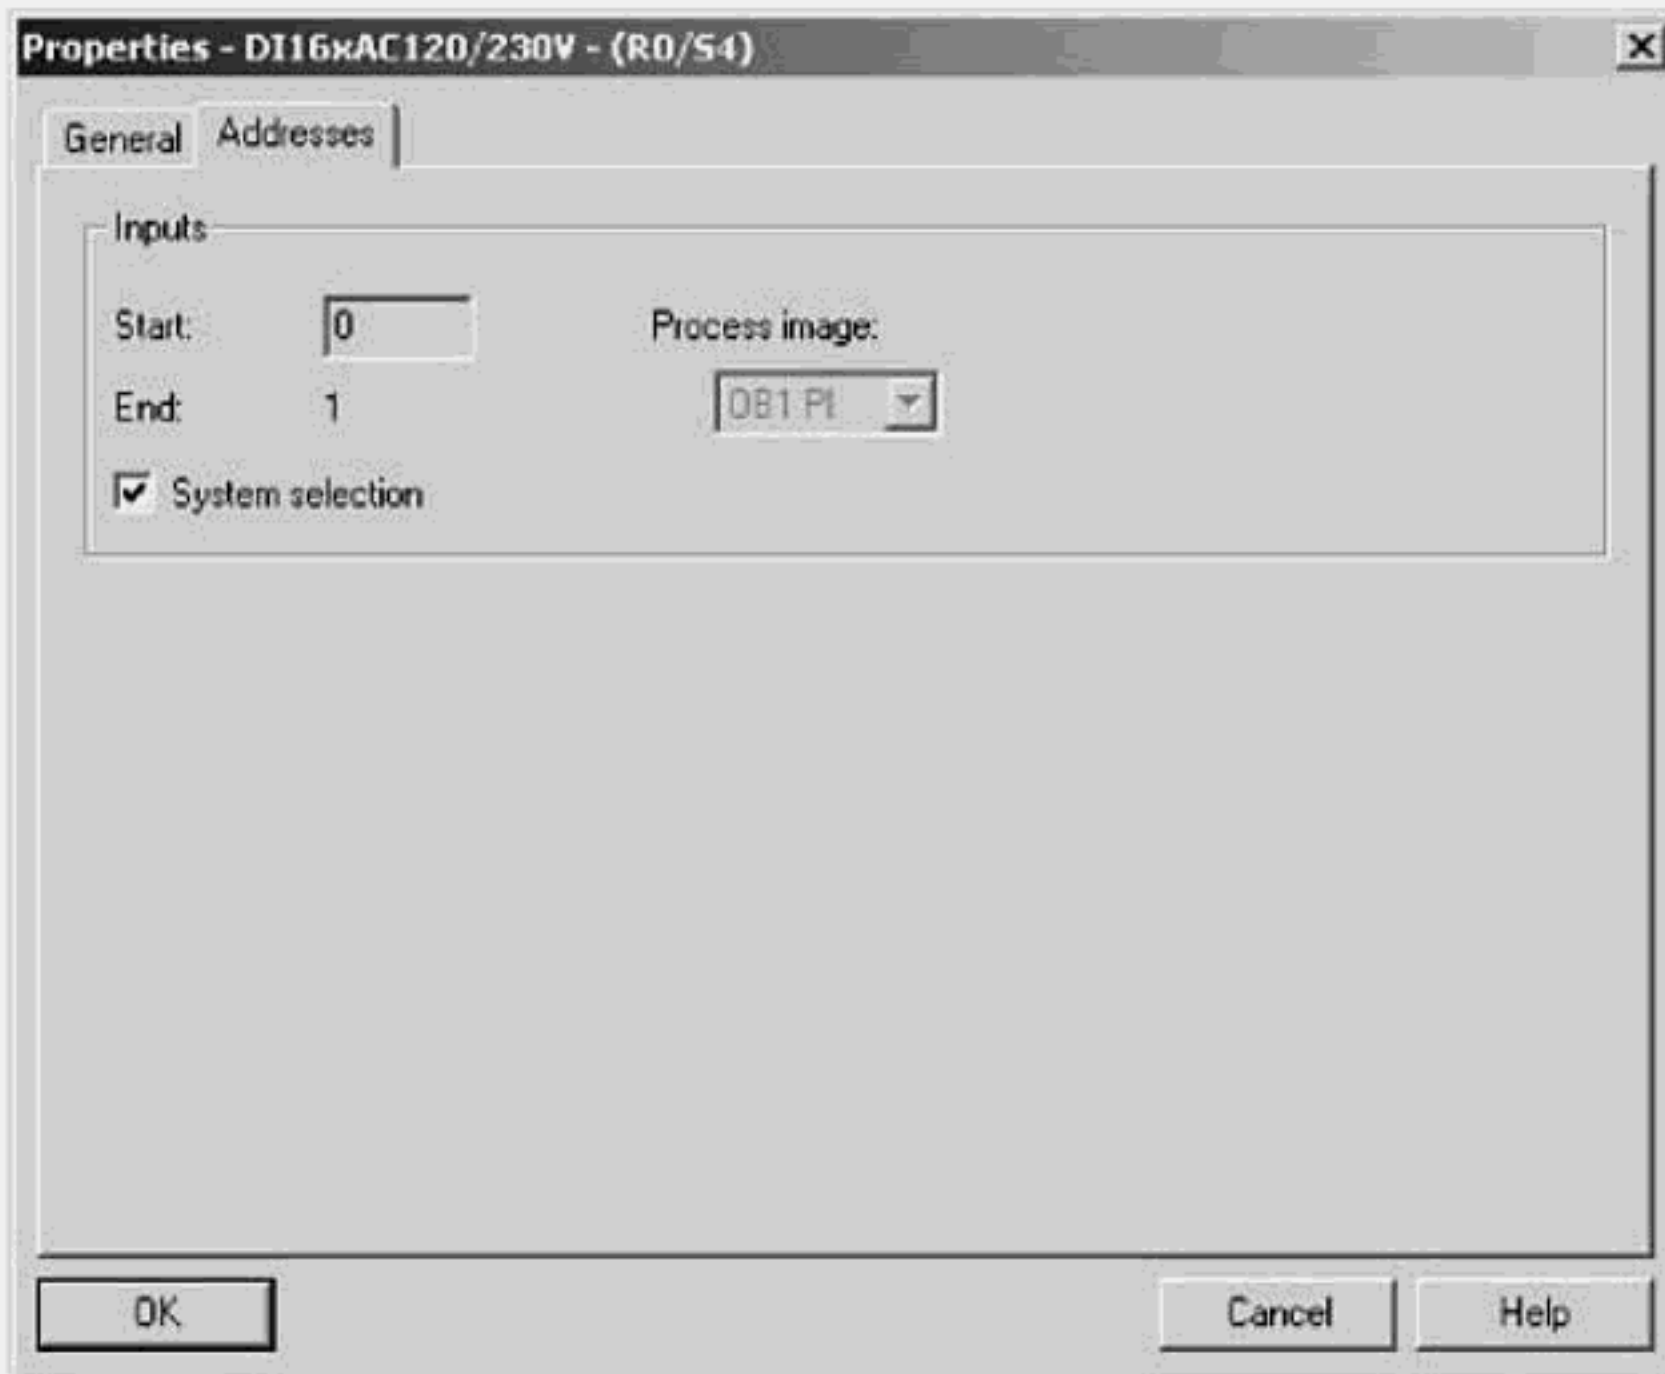 Properties - DI16xAC120/230V - (R0/S4)
General Addresses
Inputs
Start: 0 Process image:
End: 1 OB1 PI
System selection
OK Cancel Help